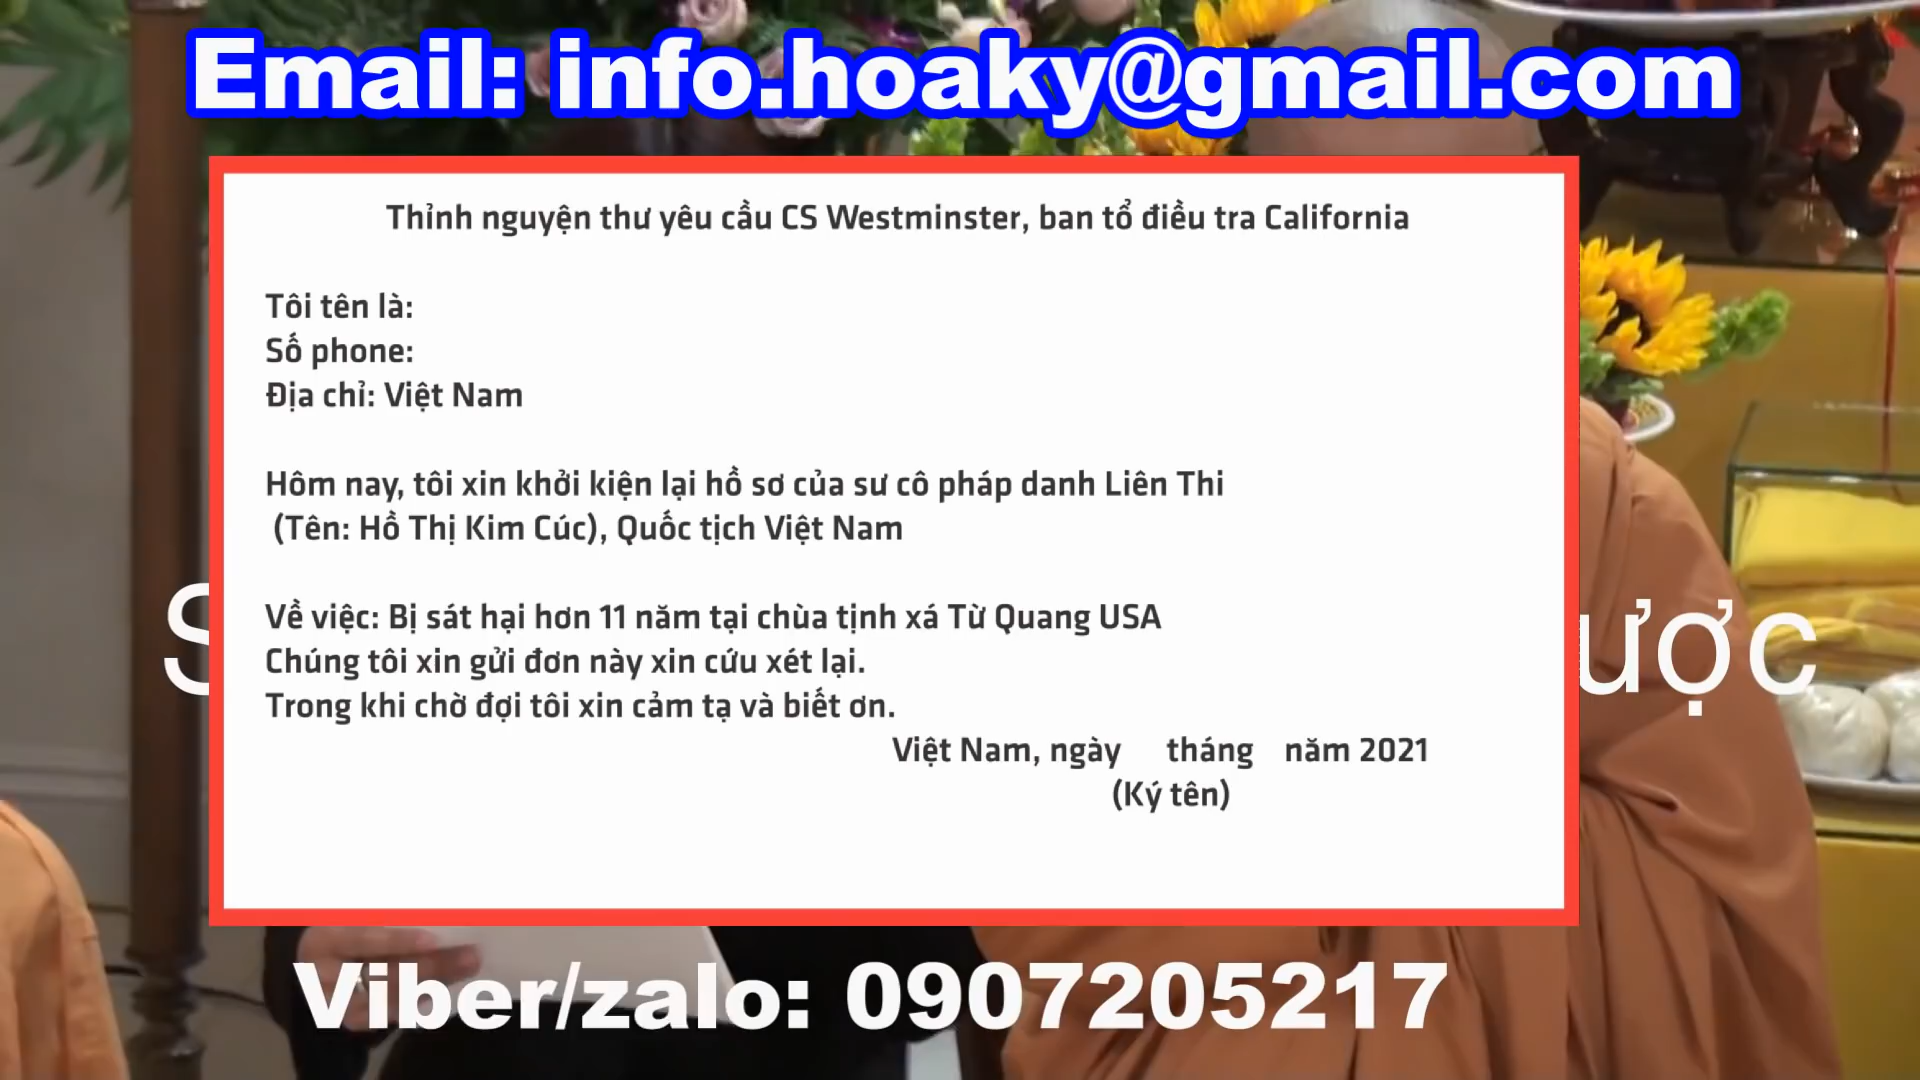 Email: info.hoaky@gmail.com
Thỉnh nguyện thư yêu cầu CS Westminster, ban tổ điều tra California
Tôi tên là:
Số phone:
Địa chỉ: Việt Nam
Hôm nay, tôi xin khởi kiện lại hồ sơ của sư cô pháp danh Liên Thi
(Tên: Hồ Thị Kim Cúc), Quốc tịch Việt Nam
Về việc: Bị sát hại hơn 11 năm tại chùa tịnh xá Từ Quang USA
Chúng tôi xin gửi đơn này xin cứu xét lại.
Trong khi chờ đợi tôi xin cảm tạ và biết ơn.
Việt Nam, ngày tháng năm 2021
(Ký tên)
Viber/zalo: 0907205217